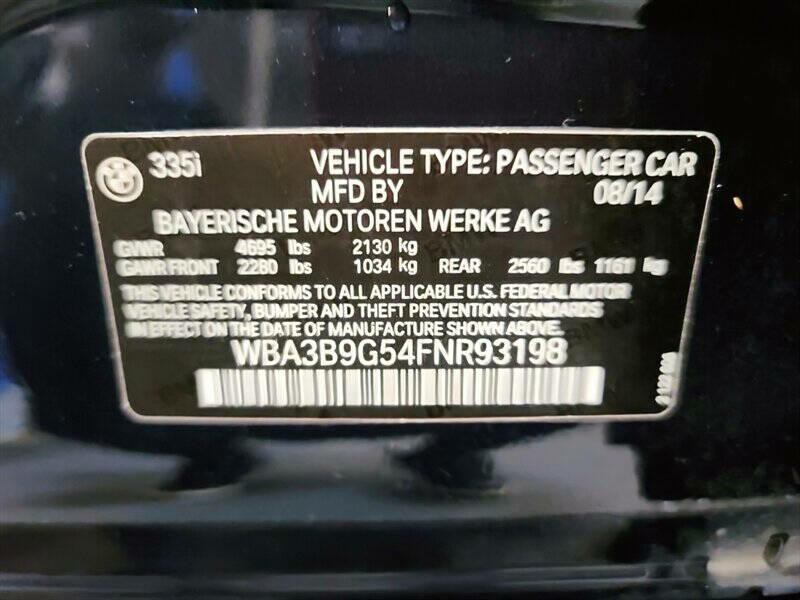 335i VEHICLE TYPE: PASSENGER CAR
MFD BY 08/14
BAYERISCHE MOTOREN WERKE AG
GVWR 4695 lbs 2130 kg
GAWR FRONT 2280 lbs 1034 kg REAR 2560 lbs 1161 kg
THIS VEHICLE CONFORMS TO ALL APPLICABLE U.S. FEDERAL MOTOR
VEHICLE SAFETY, BUMPER AND THEFT PREVENTION STANDARDS
IN EFFECT ON THE DATE OF MANUFACTURE SHOWN ABOVE.
WBA3B9G54FNR93198